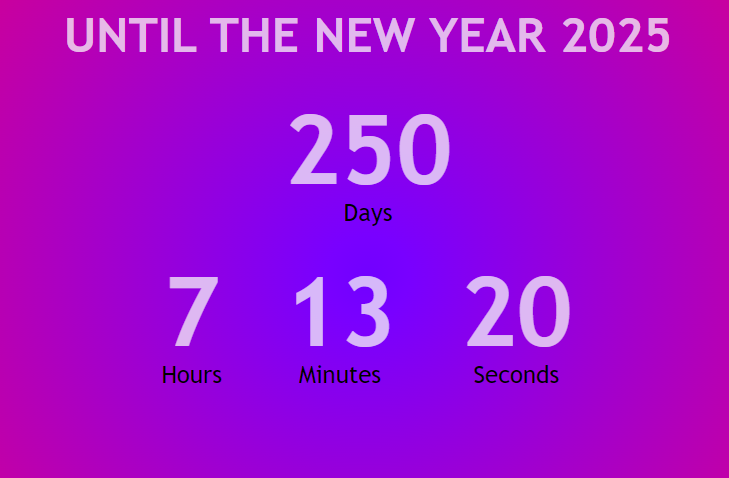 UNTIL THE NEW YEAR 2025
250
Days
7 13 20
Hours Minutes Seconds